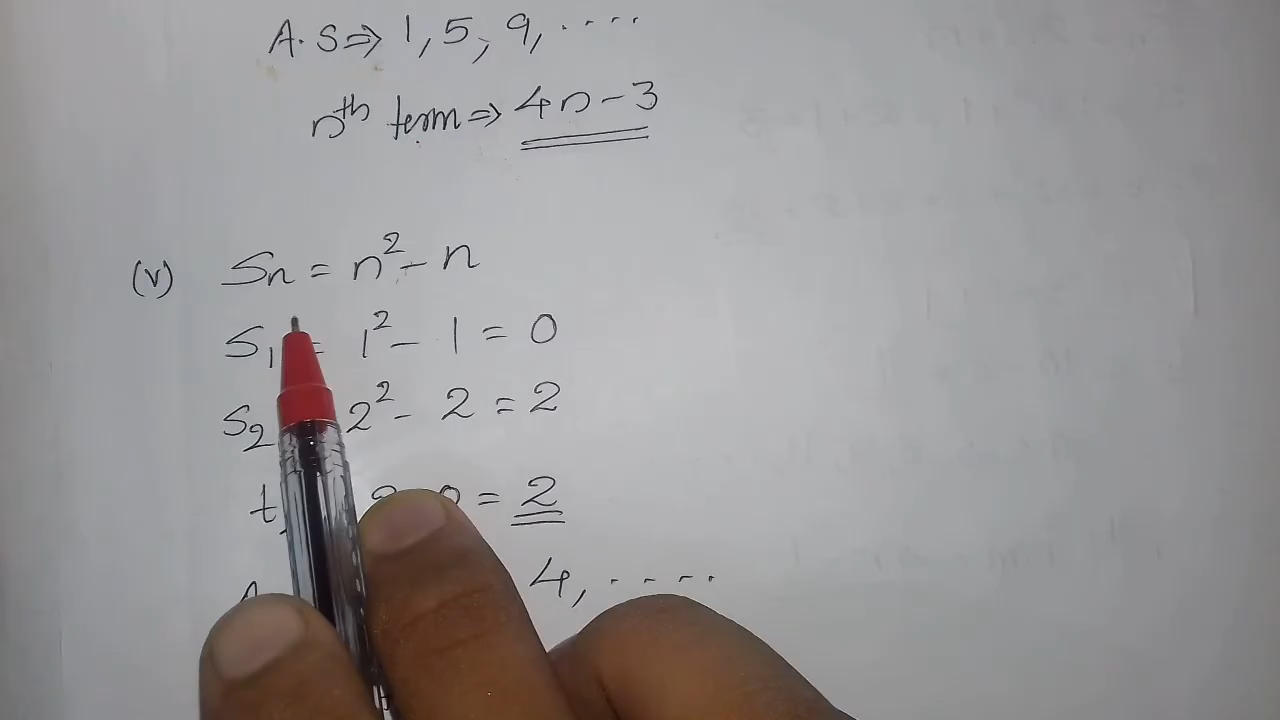 A.S ⇒ 1, 5, 9, ....
nth term ⇒ 4n - 3
(v) Sn = n² - n
S1 = 1² - 1 = 0
S2 2² - 2 = 2
t = 2
4, ....